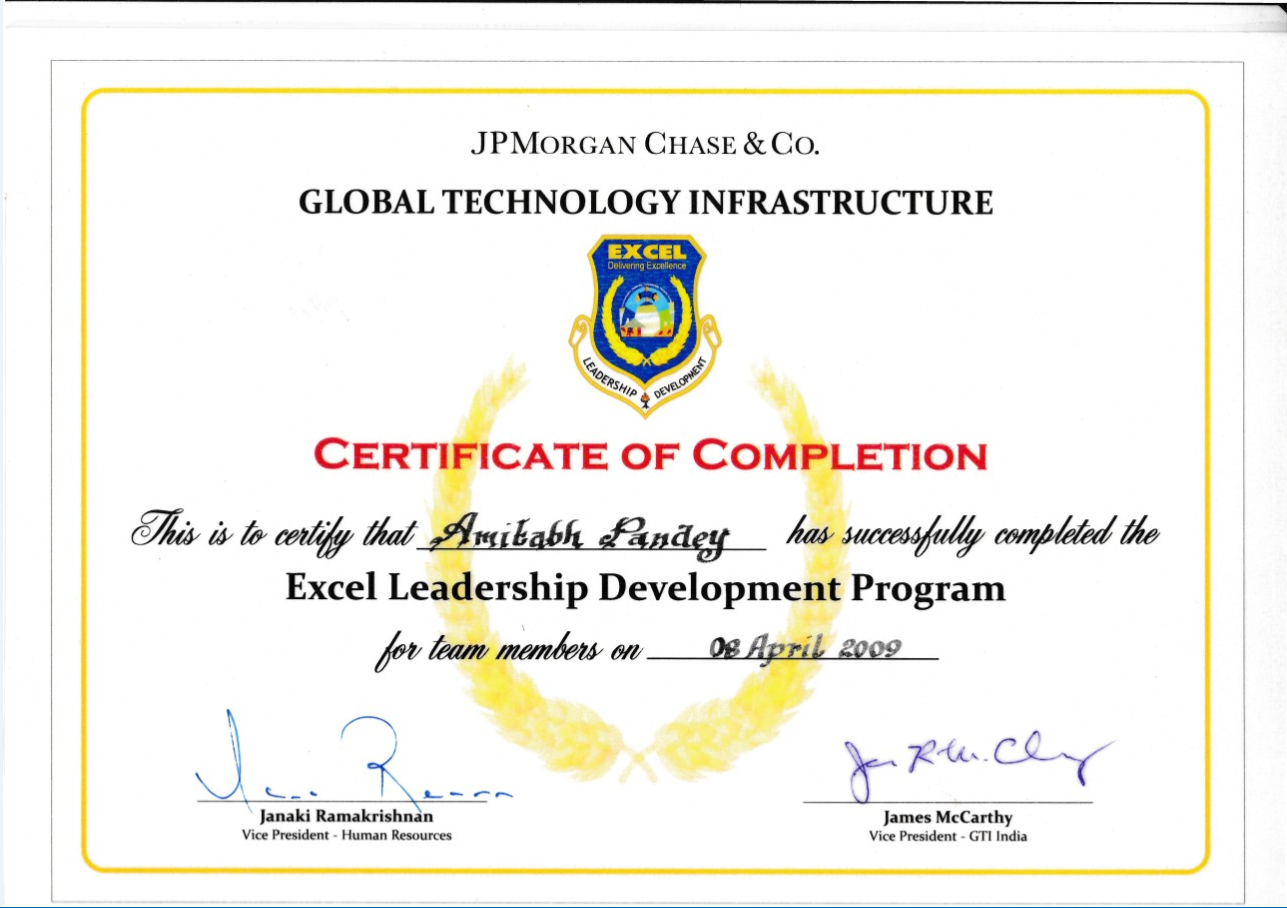 JPMORGAN CHASE & CO.
GLOBAL TECHNOLOGY INFRASTRUCTURE
EXCEL
Delivering Excellence
LEADERSHIP DEVELOPMENT
CERTIFICATE OF COMPLETION
This is to certify that Amitabh Pandey has successfully completed the
Excel Leadership Development Program
for team members on 08 April 2009
Janaki Ramakrishnan
Vice President - Human Resources
James McCarthy
Vice President - GTI India